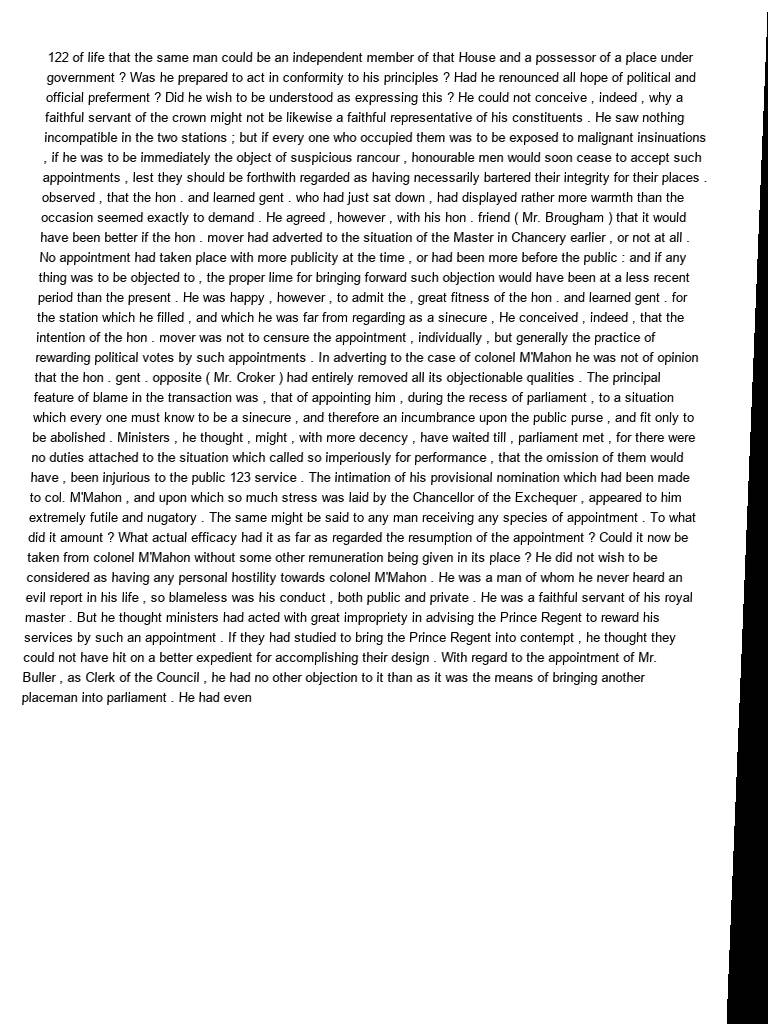 122 of life that the same man could be an independent member of that House and a possessor of a place under
government ? Was he prepared to act in conformity to his principles ? Had he renounced all hope of political and
official preferment ? Did he wish to be understood as expressing this ? He could not conceive , indeed , why a
faithful servant of the crown might not be likewise a faithful representative of his constituents . He saw nothing
incompatible in the two stations ; but if every one who occupied them was to be exposed to malignant insinuations
, if he was to be immediately the object of suspicious rancour , honourable men would soon cease to accept such
appointments , lest they should be forthwith regarded as having necessarily bartered their integrity for their places .
observed , that the hon . and learned gent . who had just sat down , had displayed rather more warmth than the
occasion seemed exactly to demand . He agreed , however , with his hon . friend ( Mr. Brougham ) that it would
have been better if the hon . mover had adverted to the situation of the Master in Chancery earlier , or not at all .
No appointment had taken place with more publicity at the time , or had been more before the public : and if any
thing was to be objected to , the proper lime for bringing forward such objection would have been at a less recent
period than the present . He was happy , however , to admit the , great fitness of the hon . and learned gent . for
the station which he filled , and which he was far from regarding as a sinecure , He conceived , indeed , that the
intention of the hon . mover was not to censure the appointment , individually , but generally the practice of
rewarding political votes by such appointments . In adverting to the case of colonel M'Mahon he was not of opinion
that the hon . gent . opposite ( Mr. Croker ) had entirely removed all its objectionable qualities . The principal
feature of blame in the transaction was , that of appointing him , during the recess of parliament , to a situation
which every one must know to be a sinecure , and therefore an incumbrance upon the public purse , and fit only to
be abolished . Ministers , he thought , might , with more decency , have waited till , parliament met , for there were
no duties attached to the situation which called so imperiously for performance , that the omission of them would
have , been injurious to the public 123 service . The intimation of his provisional nomination which had been made
to col. M'Mahon , and upon which so much stress was laid by the Chancellor of the Exchequer , appeared to him
extremely futile and nugatory . The same might be said to any man receiving any species of appointment . To what
did it amount ? What actual efficacy had it as far as regarded the resumption of the appointment ? Could it now be
taken from colonel M'Mahon without some other remuneration being given in its place ? He did not wish to be
considered as having any personal hostility towards colonel M'Mahon . He was a man of whom he never heard an
evil report in his life , so blameless was his conduct , both public and private . He was a faithful servant of his royal
master . But he thought ministers had acted with great impropriety in advising the Prince Regent to reward his
services by such an appointment . If they had studied to bring the Prince Regent into contempt , he thought they
could not have hit on a better expedient for accomplishing their design . With regard to the appointment of Mr.
Buller , as Clerk of the Council , he had no other objection to it than as it was the means of bringing another
placeman into parliament . He had even